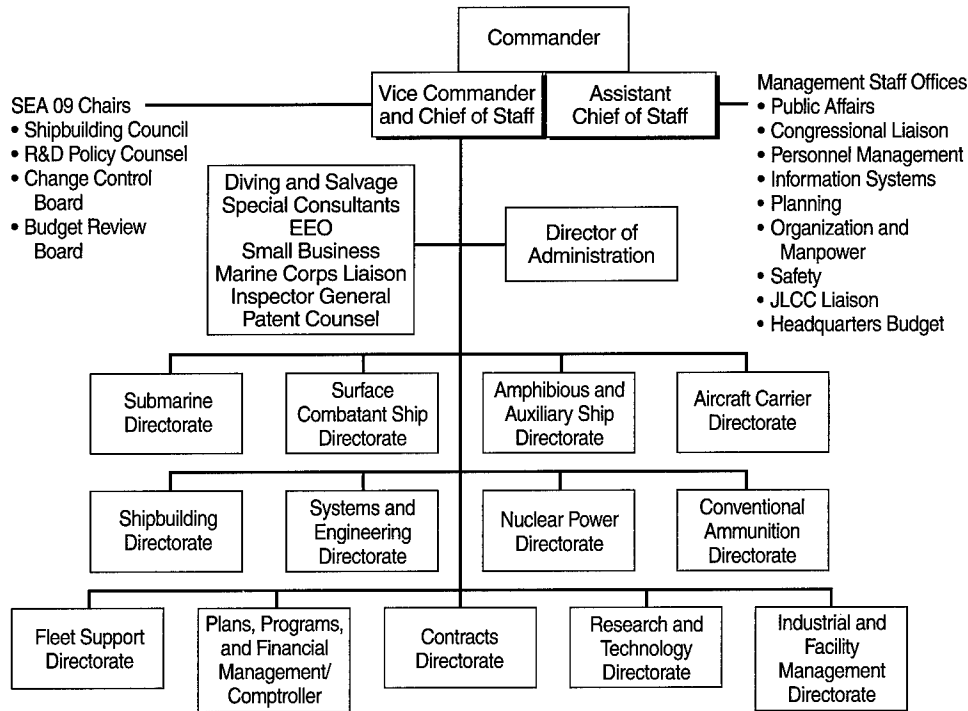 Commander
Vice Commander
and Chief of Staff
Assistant
Chief of Staff
SEA 09 Chairs
• Shipbuilding Council
• R&D Policy Counsel
• Change Control
Board
• Budget Review
Board
Management Staff Offices
• Public Affairs
• Congressional Liaison
• Personnel Management
• Information Systems
• Planning
• Organization and
Manpower
• Safety
• JLCC Liaison
• Headquarters Budget
Diving and Salvage
Special Consultants
EEO
Small Business
Marine Corps Liaison
Inspector General
Patent Counsel
Director of
Administration
Submarine
Directorate
Surface
Combatant Ship
Directorate
Amphibious and
Auxiliary Ship
Directorate
Aircraft Carrier
Directorate
Shipbuilding
Directorate
Systems and
Engineering
Directorate
Nuclear Power
Directorate
Conventional
Ammunition
Directorate
Fleet Support
Directorate
Plans, Programs,
and Financial
Management/
Comptroller
Contracts
Directorate
Research and
Technology
Directorate
Industrial and
Facility
Management
Directorate